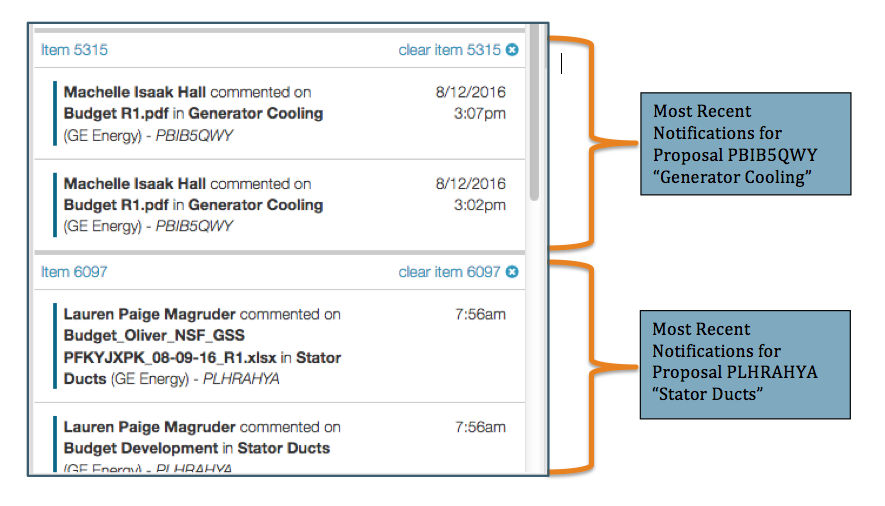 Item 5315 clear item 5315
Machelle Isaak Hall commented on 8/12/2016
Budget R1.pdf in Generator Cooling 3:07pm
(GE Energy) - PBIB5QWY
Machelle Isaak Hall commented on 8/12/2016
Budget R1.pdf in Generator Cooling 3:02pm
(GE Energy) - PBIB5QWY
Most Recent
Notifications for
Proposal PBIB5QWY
“Generator Cooling”
Item 6097 clear item 6097
Lauren Paige Magruder commented on 7:56am
Budget_Oliver_NSF_GSS
PFKYJXPK_08-09-16_R1.xlsx in Stator
Ducts (GE Energy) - PLHRAHYA
Lauren Paige Magruder commented on 7:56am
Budget Development in Stator Ducts
(GE Energy) - PLHRAHYA
Most Recent
Notifications for
Proposal PLHRAHYA
“Stator Ducts”